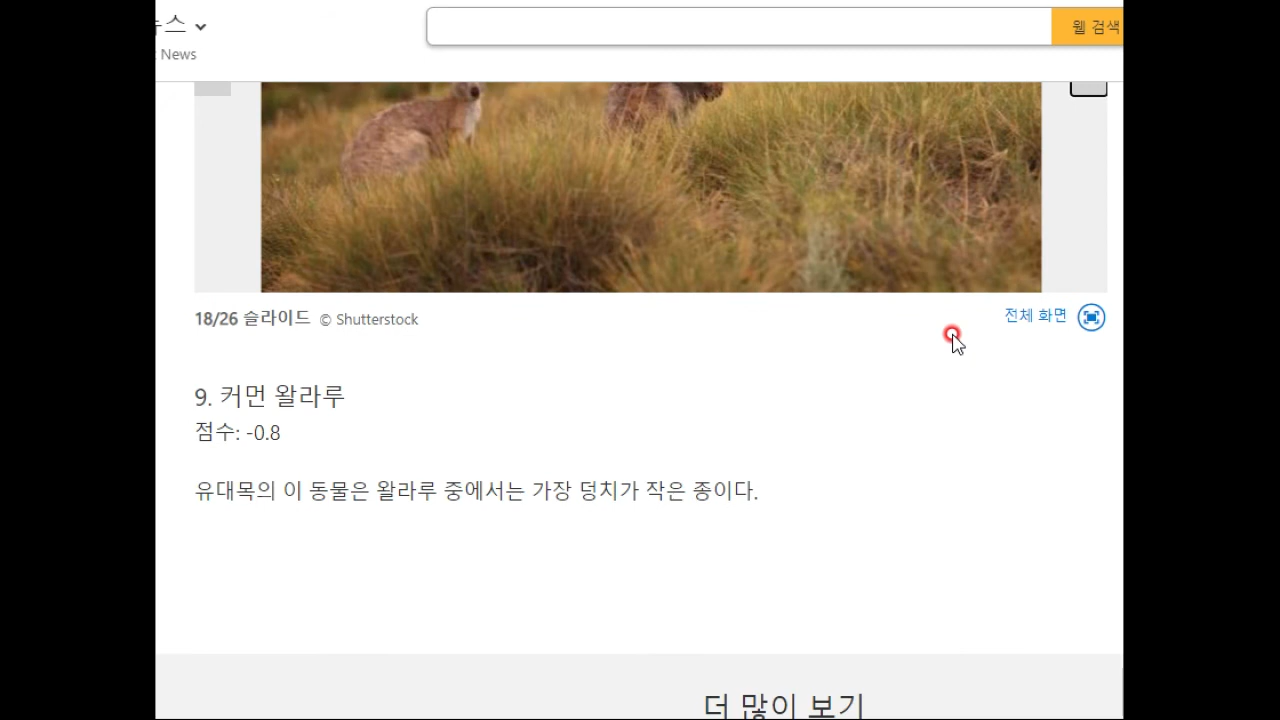 스
News
웹 검색
18/26 슬라이드 © Shutterstock
전체 화면
9. 커먼 왈라루
점수: -0.8
유대목의 이 동물은 왈라루 중에서는 가장 덩치가 작은 종이다.
더 많이 보기